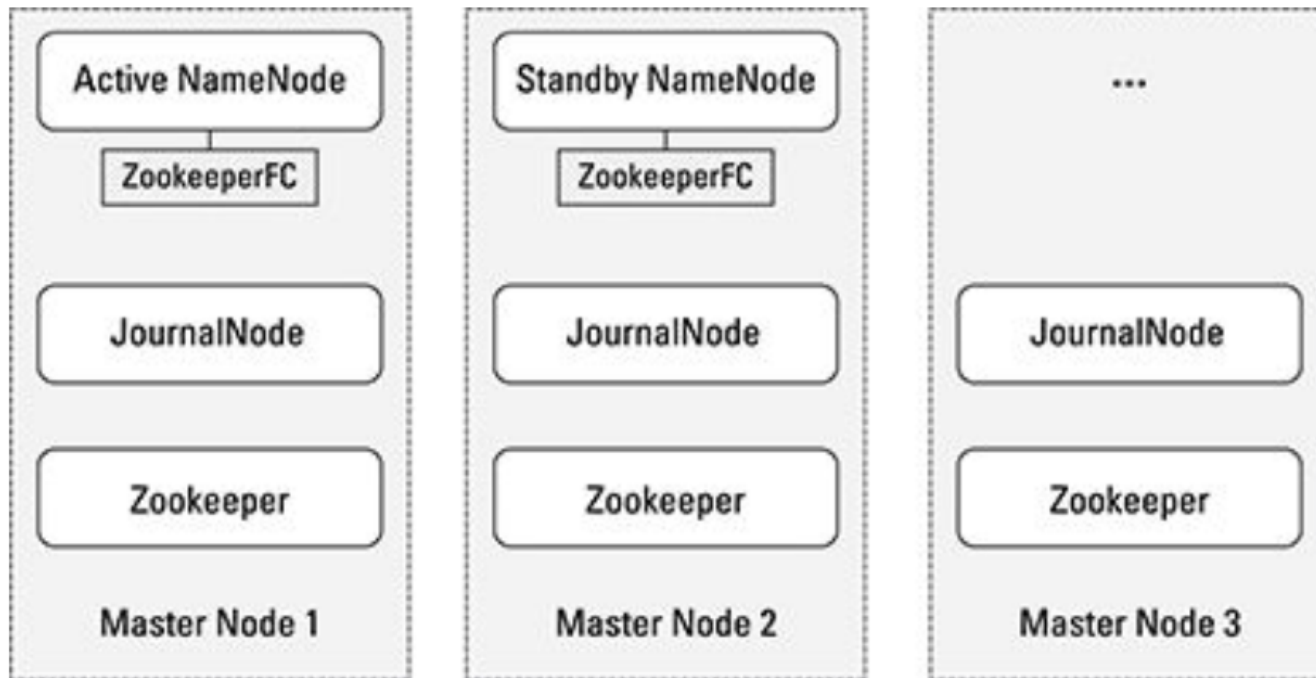 Active NameNode
ZookeeperFC
JournalNode
Zookeeper
Master Node 1
Standby NameNode
ZookeeperFC
JournalNode
Zookeeper
Master Node 2
...
JournalNode
Zookeeper
Master Node 3